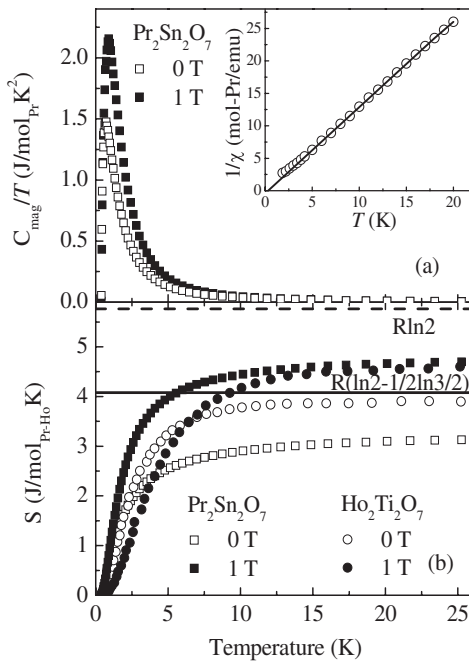 C_mag/T (J/mol_Pr K²)
2.0
1.5
1.0
0.5
0.0
Pr₂Sn₂O₇
0 T
1 T
1/χ (mol-Pr/emu)
25
20
15
10
5
0
0 5 10 15 20
T (K)
(a)
Rln2
R(ln2-1/2ln3/2)
S (J/mol_Pr-Ho K)
5
4
3
2
1
0
Pr₂Sn₂O₇ Ho₂Ti₂O₇
0 T 0 T
1 T 1 T
(b)
0 5 10 15 20 25
Temperature (K)